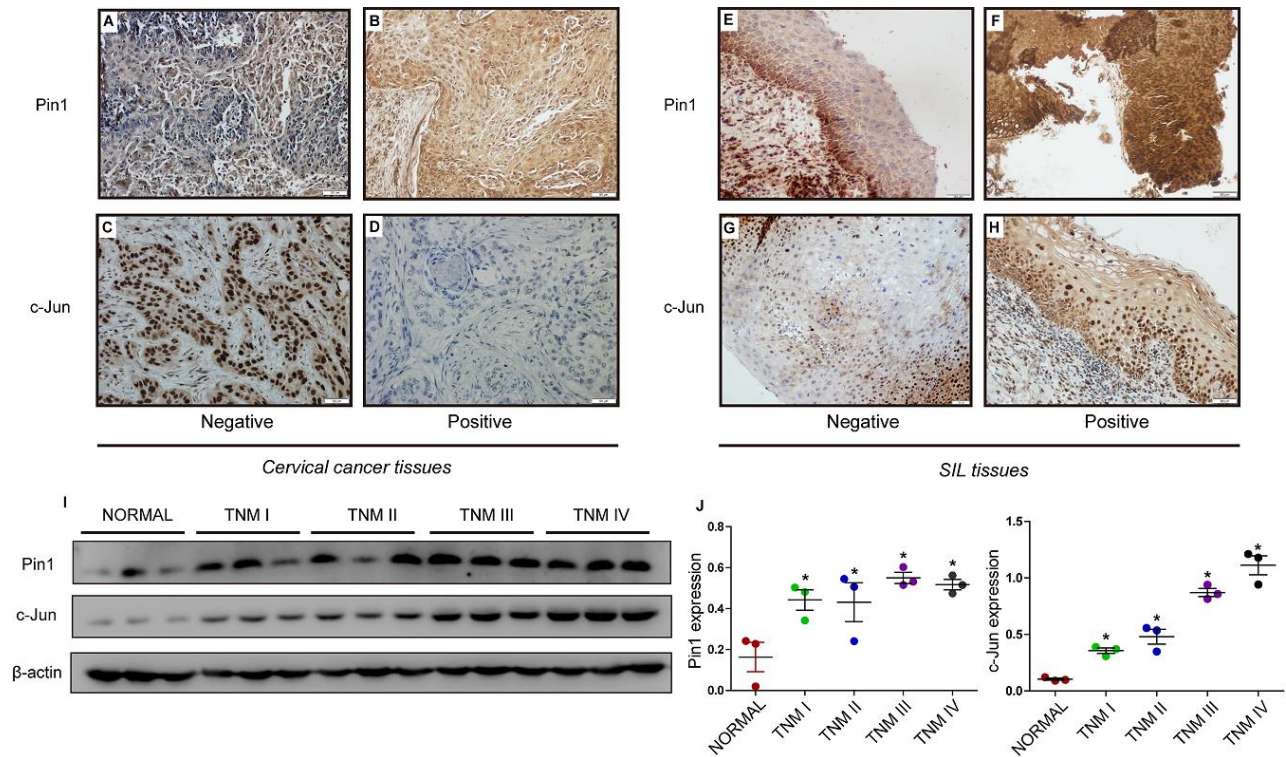 A
B
E
F
Pin1
Pin1
C
D
G
H
c-Jun
c-Jun
Negative
Positive
Negative
Positive
Cervical cancer tissues
SIL tissues
I
NORMAL
TNM I
TNM II
TNM III
TNM IV
Pin1
c-Jun
β-actin
J
Pin1 expression
0.8
0.6
0.4
0.2
0.0
*
*
*
*
NORMAL
TNM I
TNM II
TNM III
TNM IV
c-Jun expression
1.5
1.0
0.5
0.0
*
*
*
*
NORMAL
TNM I
TNM II
TNM III
TNM IV